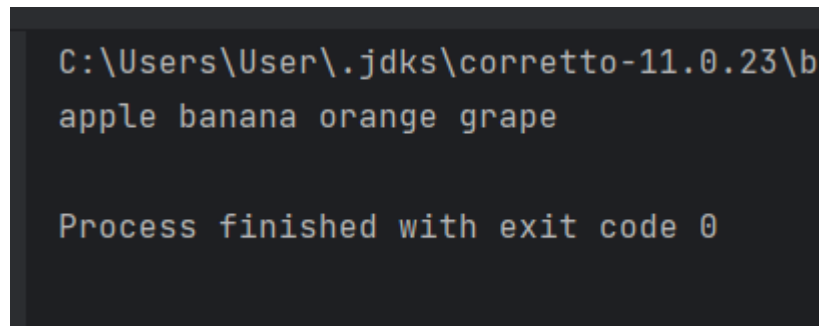 C:\Users\User\.jdks\corretto-11.0.23\b
apple banana orange grape
Process finished with exit code 0